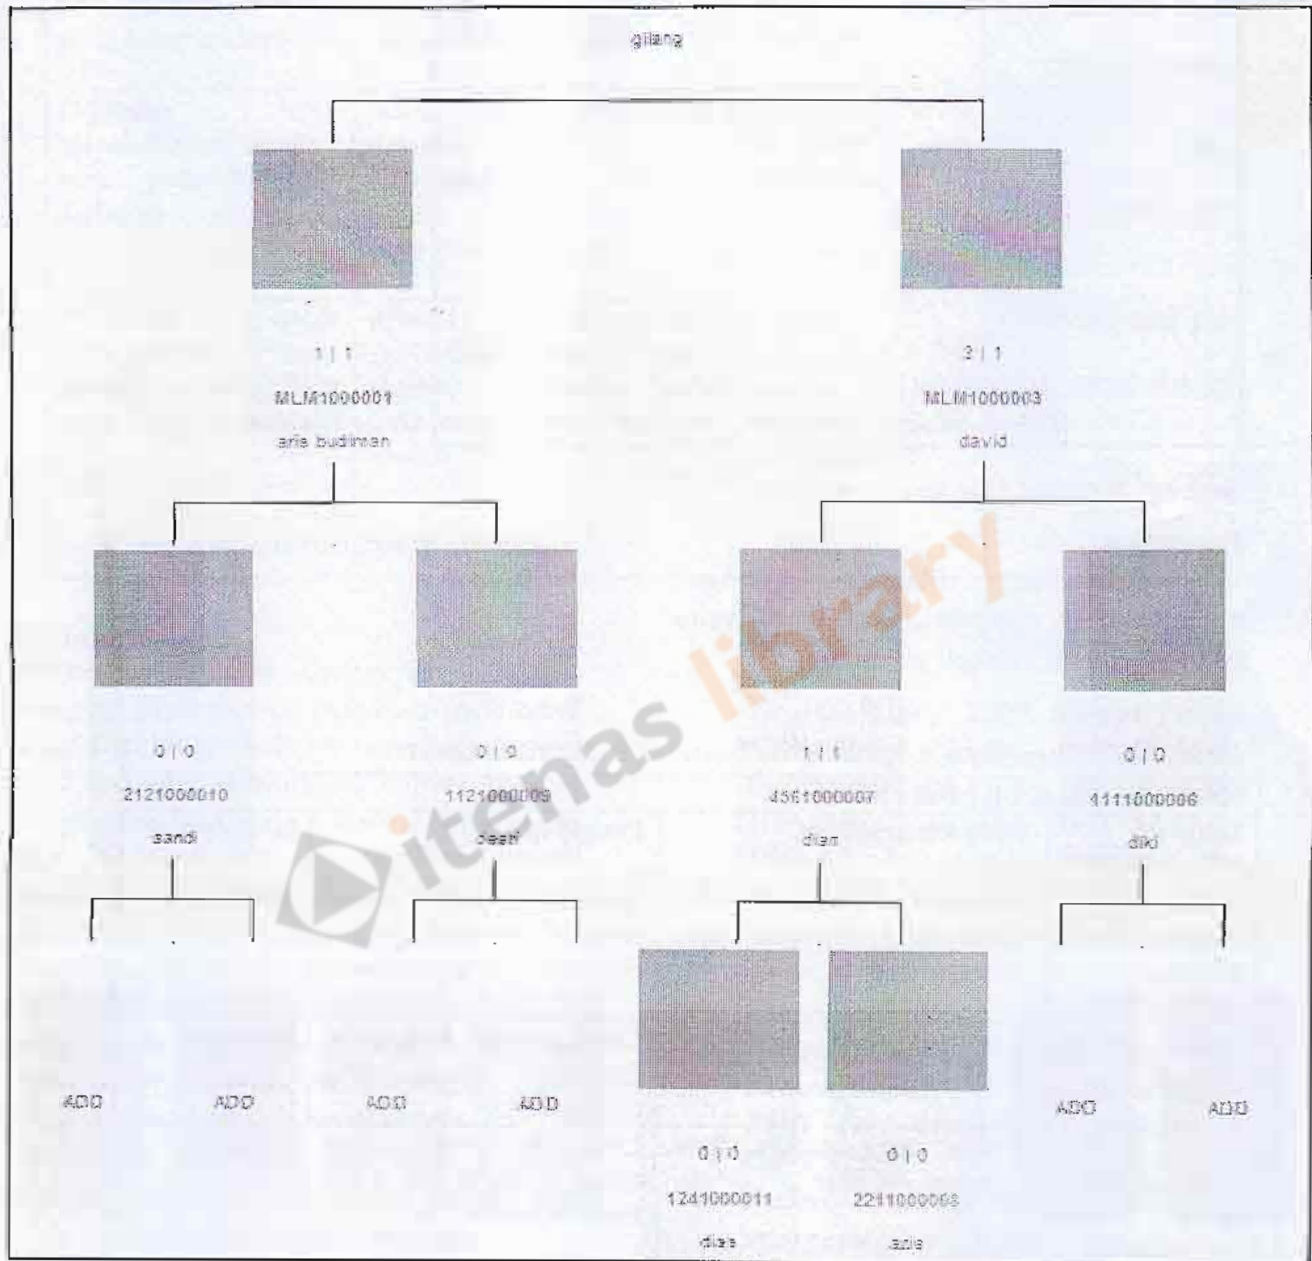 gilang
1 | 1
3 | 1
MLM1000001
MLM1000003
aris budiman
david
0 | 0
0 | 0
1 | 1
0 | 0
2121000010
1121000009
4561000007
1111000006
sandi
dian
diki
ADD
ADD
ADD
ADD
ADD
ADD
0 | 0
0 | 0
1241000011
2211000008
dias
itenas library